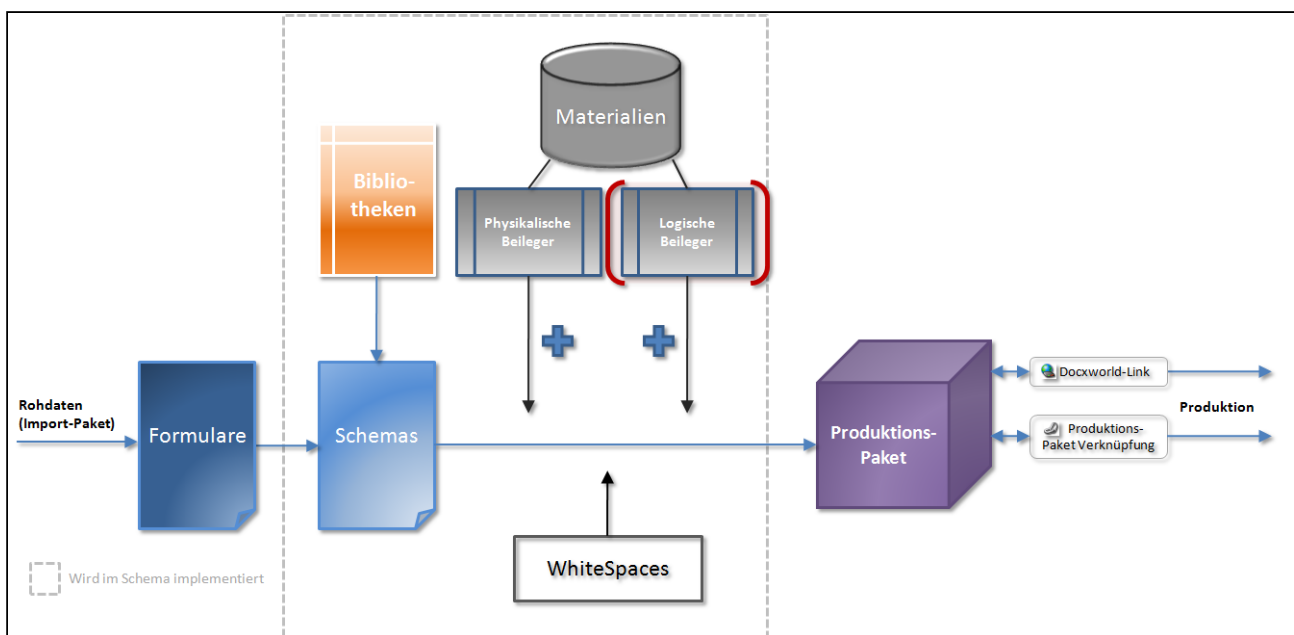 Materialien
Biblio-
theken
Physikalische
Beileger
Logische
Beileger
Rohdaten
(Import-Paket)
Formulare
Schemas
Produktions-
Paket
Docxworld-Link
Produktion
Produktions-
Paket Verknüpfung
WhiteSpaces
Wird im Schema implementiert